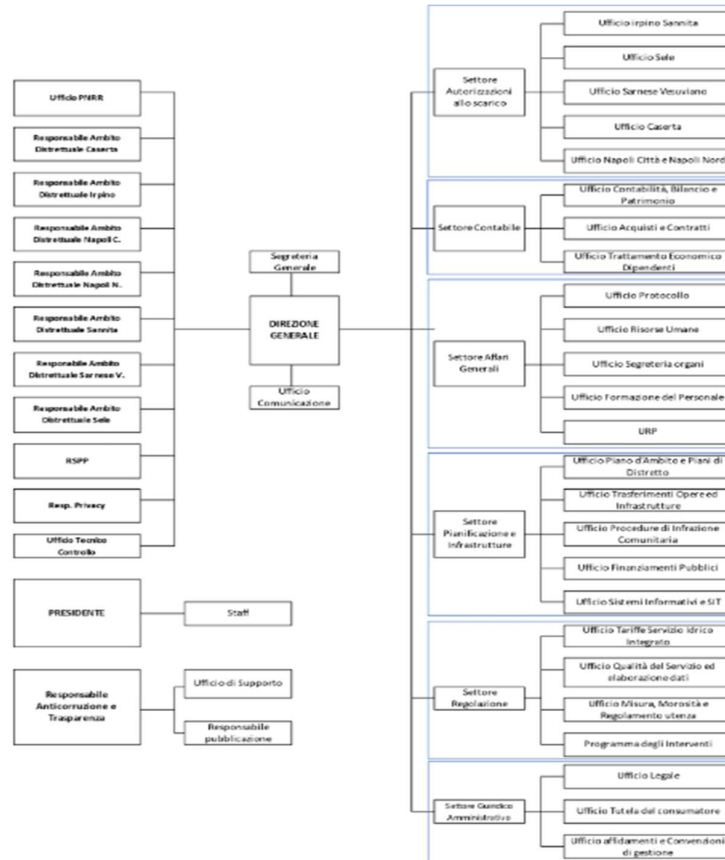 Ufficio PNRR
Responsabile Ambito
Distrettuale Caserta
Responsabile Ambito
Distrettuale Irpino
Responsabile Ambito
Distrettuale Napoli C.
Responsabile Ambito
Distrettuale Napoli N.
Responsabile Ambito
Distrettuale Sannita
Responsabile Ambito
Distrettuale Sarnese V.
Responsabile Ambito
Distrettuale Sele
RSPP
Resp. Privacy
Ufficio Tecnico
Controllo
PRESIDENTE
Staff
Responsabile
Anticorruzione e
Trasparenza
Ufficio di Supporto
Responsabile
pubblicazione
Segreteria
Generale
DIREZIONE
GENERALE
Ufficio
Comunicazione
Settore
Autorizzazioni
allo scarico
Ufficio irpino Sannita
Ufficio Sele
Ufficio Sarnese Vesuviano
Ufficio Caserta
Ufficio Napoli Città e Napoli Nord
Settore Contabile
Ufficio Contabilità, Bilancio e
Patrimonio
Ufficio Acquisti e Contratti
Ufficio Trattamento Economico
Dipendenti
Settore Affari
Generali
Ufficio Protocollo
Ufficio Risorse Umane
Ufficio Segreteria organi
Ufficio Formazione del Personale
URP
Settore
Pianificazione e
Infrastrutture
Ufficio Piano d'Ambito e Piani di
Distretto
Ufficio Trasferimenti Opere ed
Infrastrutture
Ufficio Procedure di Infrazione
Comunitaria
Ufficio Finanziamenti Pubblici
Ufficio Sistemi Informativi e SIT
Settore
Regolazione
Ufficio Tariffe Servizio Idrico
Integrato
Ufficio Qualità del Servizio ed
elaborazione dati
Ufficio Misura, Morosità e
Regolamento utenza
Programma degli Interventi
Settore Guridico
Amministrativo
Ufficio Legale
Ufficio Tutela del consumatore
Ufficio affidamenti e Convenzioni
di gestione